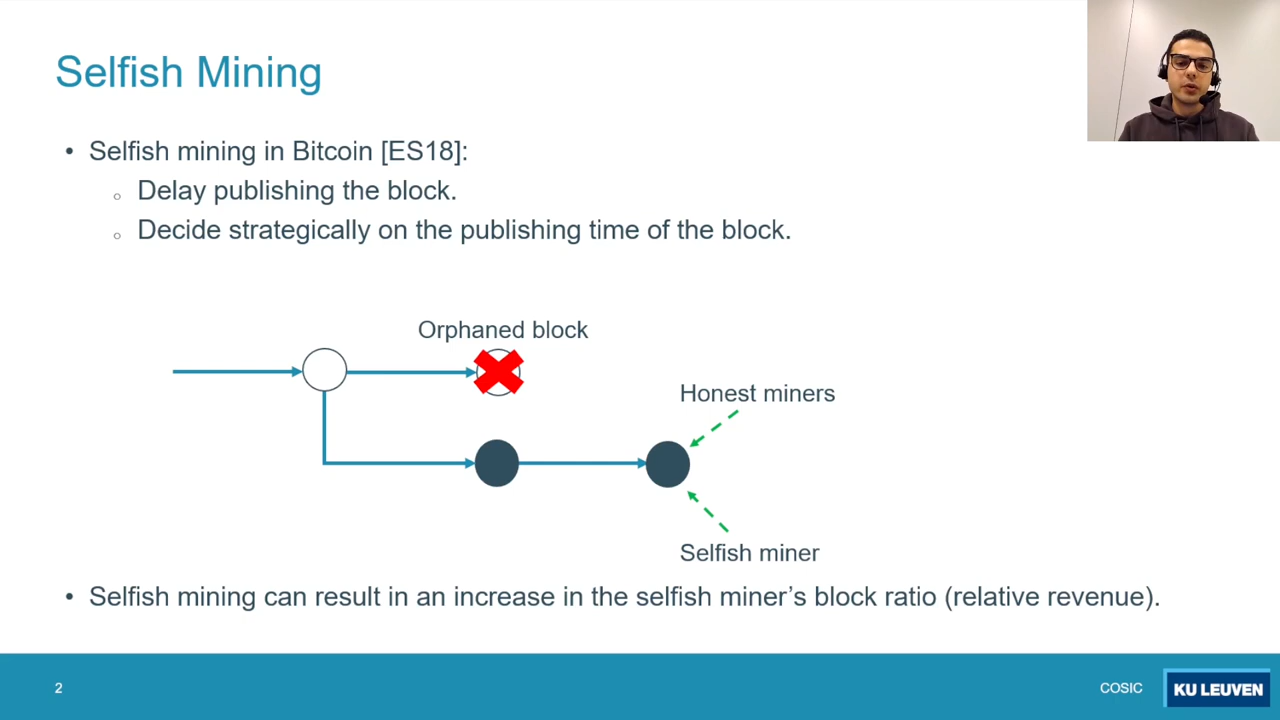 Selfish Mining
• Selfish mining in Bitcoin [ES18]:
○ Delay publishing the block.
○ Decide strategically on the publishing time of the block.
Orphaned block
Honest miners
Selfish miner
• Selfish mining can result in an increase in the selfish miner’s block ratio (relative revenue).
2
COSIC
KU LEUVEN